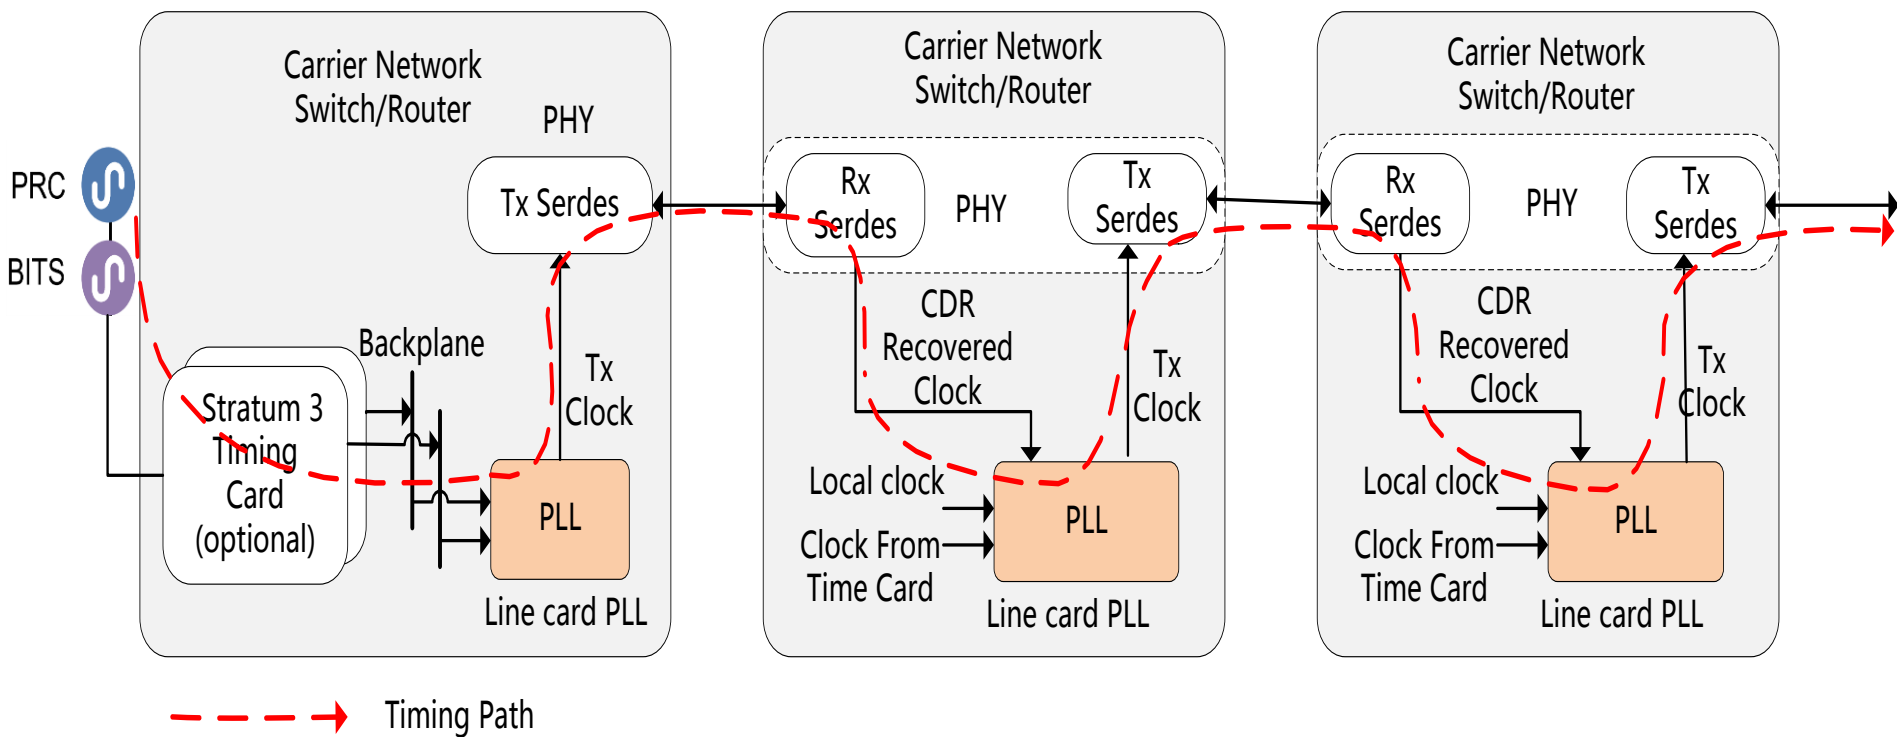 Carrier Network
Switch/Router
PHY
PRC
BITS
Tx Serdes
Backplane
Tx
Clock
Stratum 3
Timing
Card
(optional)
PLL
Line card PLL
Carrier Network
Switch/Router
Rx
Serdes
PHY
Tx
Serdes
CDR
Recovered
Clock
Tx
Clock
Local clock
Clock From
Time Card
PLL
Line card PLL
Carrier Network
Switch/Router
Rx
Serdes
PHY
Tx
Serdes
CDR
Recovered
Clock
Tx
Clock
Local clock
Clock From
Time Card
PLL
Line card PLL
Timing Path